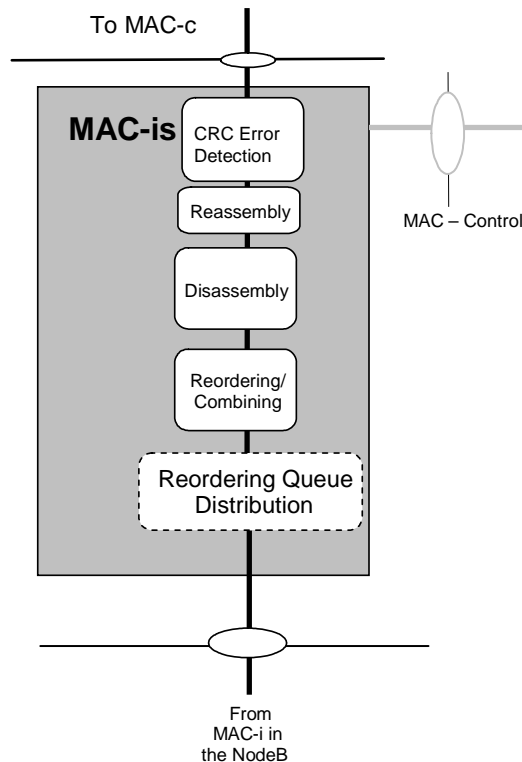 To MAC-c
MAC-is
CRC Error
Detection
Reassembly
MAC – Control
Disassembly
Reordering/
Combining
Reordering Queue
Distribution
From
MAC-i in
the NodeB